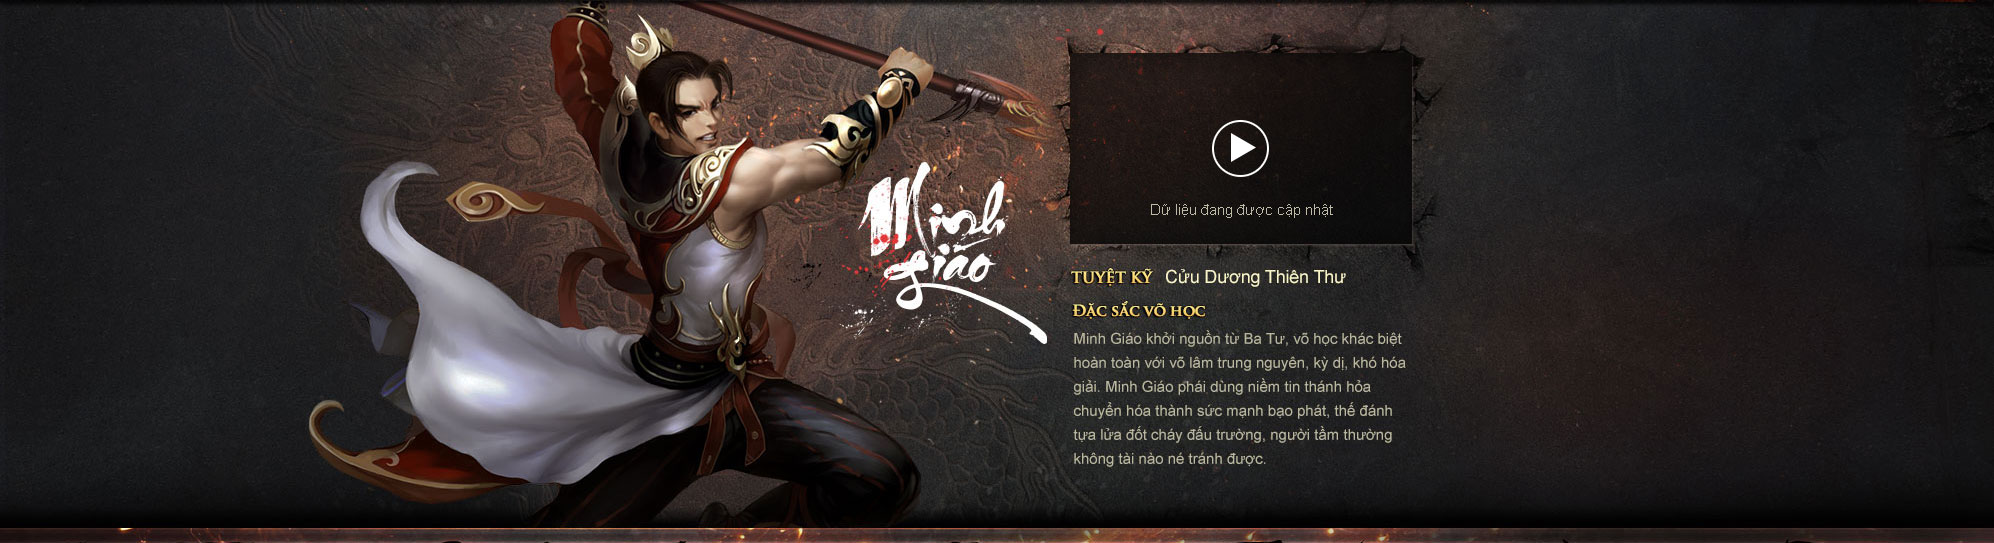 Minh
giáo
Dữ liệu đang được cập nhật
TUYỆT KỸ Cửu Dương Thiên Thư
ĐẶC SẮC VÕ HỌC
Minh Giáo khởi nguồn từ Ba Tư, võ học khác biệt
hoàn toàn với võ lâm trung nguyên, kỳ dị, khó hóa
giải. Minh Giáo phái dùng niềm tin thánh hỏa
chuyển hóa thành sức mạnh bạo phát, thế đánh
tựa lửa đốt cháy đấu trường, người tầm thường
không tài nào né tránh được.